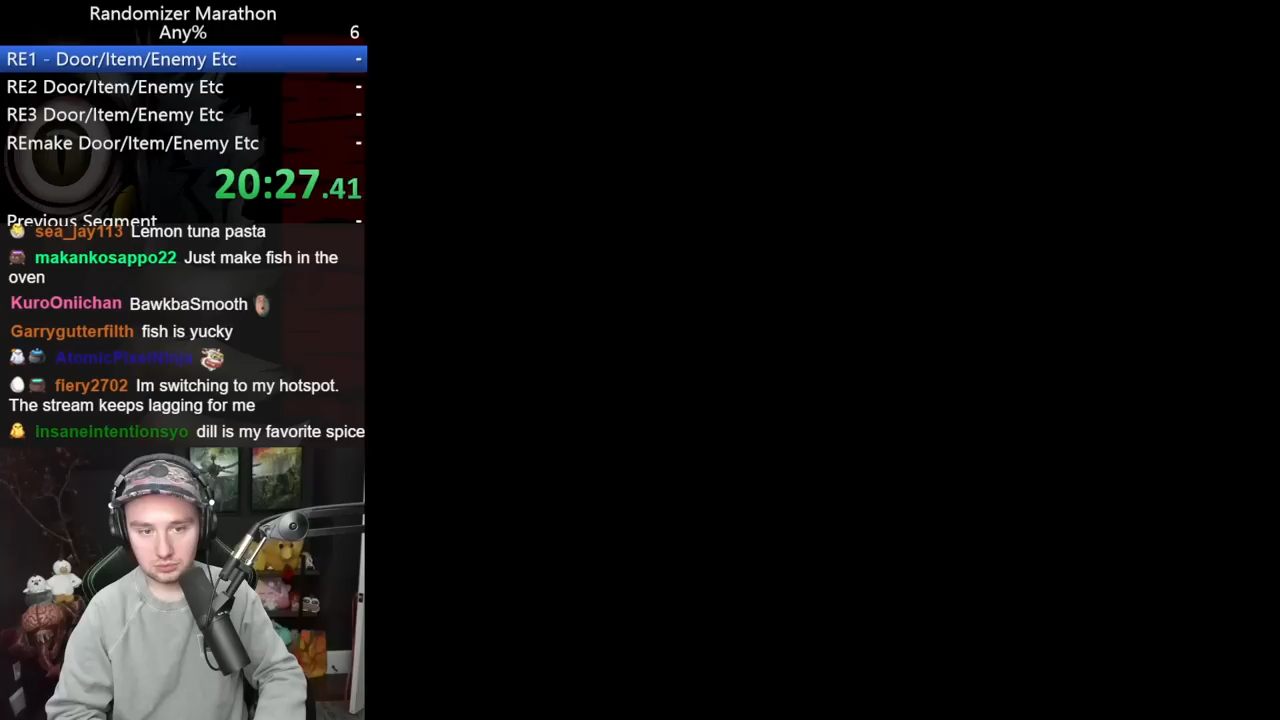 Randomizer Marathon
Any% 6
RE1 - Door/Item/Enemy Etc -
RE2 Door/Item/Enemy Etc -
RE3 Door/Item/Enemy Etc -
REmake Door/Item/Enemy Etc -
20:27.41
Previous Segment -
sea_jay113 Lemon tuna pasta
makankosappo22 Just make fish in the
oven
KuroOniichan BawkbaSmooth
Garrygutterfilth fish is yucky
AtomicPixelNinja
fiery2702 Im switching to my hotspot.
The stream keeps lagging for me
insaneintentionsyo dill is my favorite spice